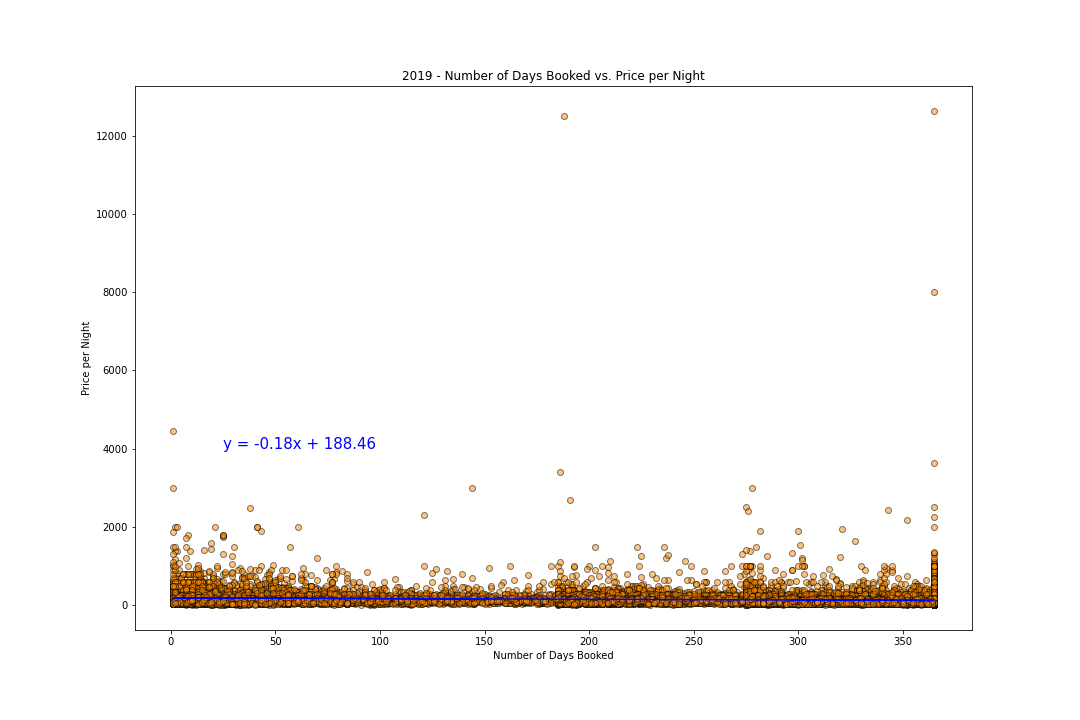 2019 - Number of Days Booked vs. Price per Night
12000
10000
8000
6000
4000
2000
0
Price per Night
y = -0.18x + 188.46
0 50 100 150 200 250 300 350
Number of Days Booked